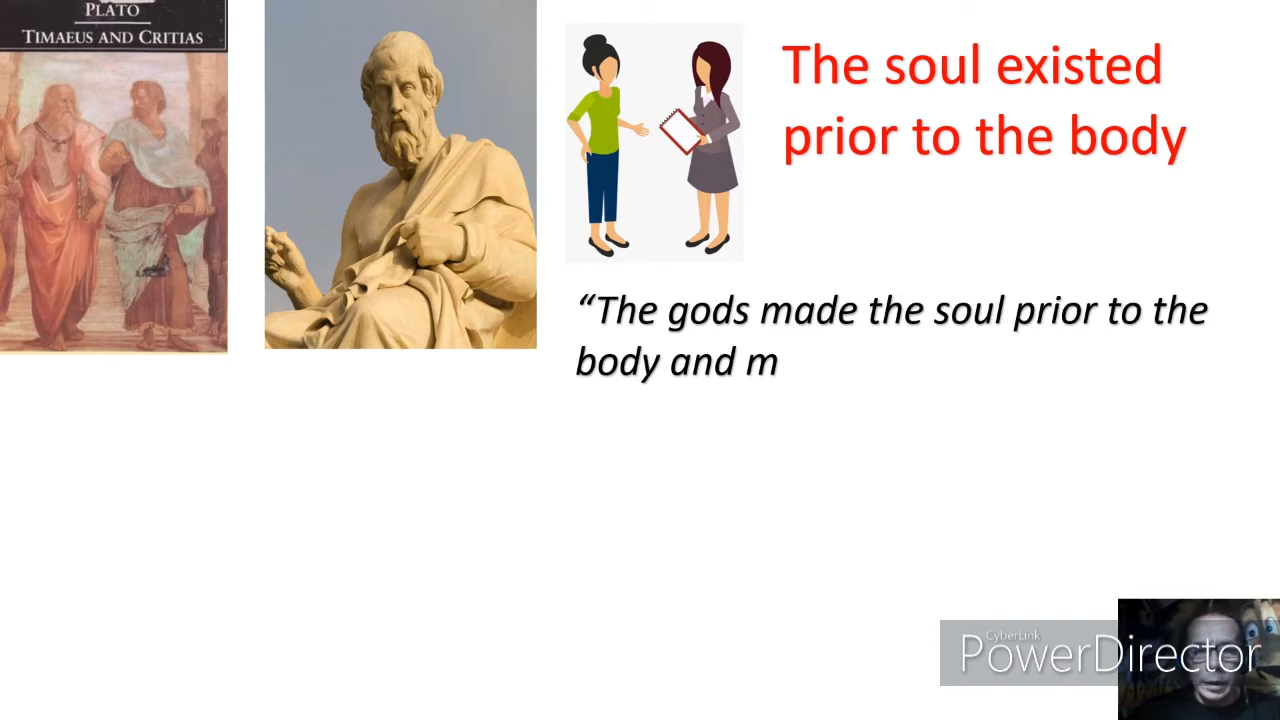 PLATO
TIMAEUS AND CRITIAS
The soul existed
prior to the body
“The gods made the soul prior to the
body and m
CyberLink
PowerDirector